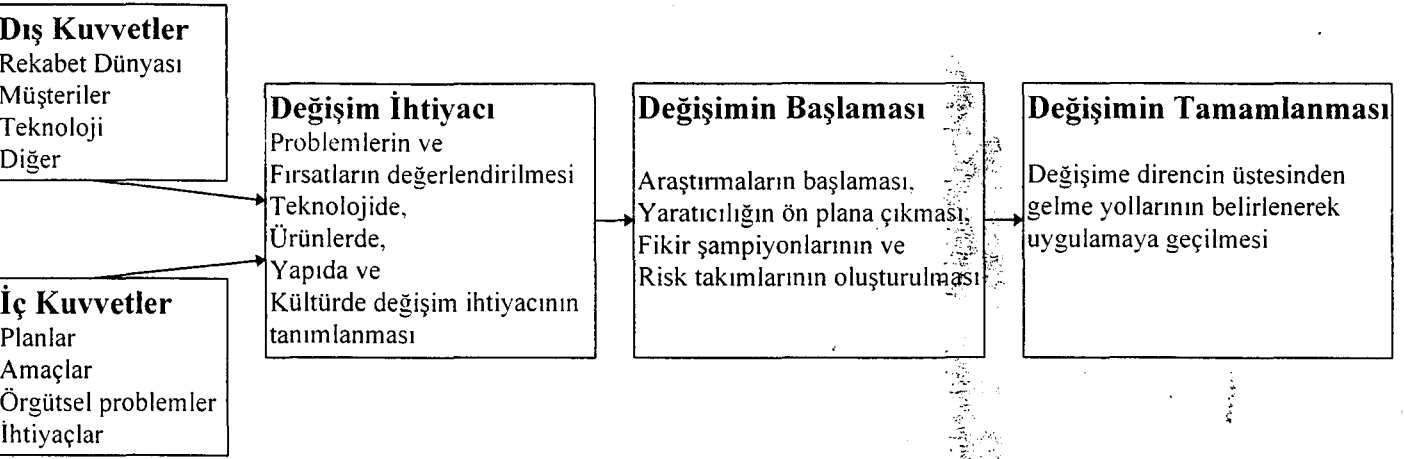 Dış Kuvvetler
Rekabet Dünyası
Müşteriler
Teknoloji
Diğer
İç Kuvvetler
Planlar
Amaçlar
Örgütsel problemler
İhtiyaçlar
Değişim İhtiyacı
Problemlerin ve
Fırsatların değerlendirilmesi
Teknolojide,
Ürünlerde,
Yapıda ve
Kültürde değişim ihtiyacının
tanımlanması
Değişimin Başlaması
Araştırmaların başlaması,
Yaratıcılığın ön plana çıkması,
Fikir şampiyonlarının ve
Risk takımlarının oluşturulması
Değişimin Tamamlanması
Değişime direncin üstesinden
gelme yollarının belirlenerek
uygulamaya geçilmesi